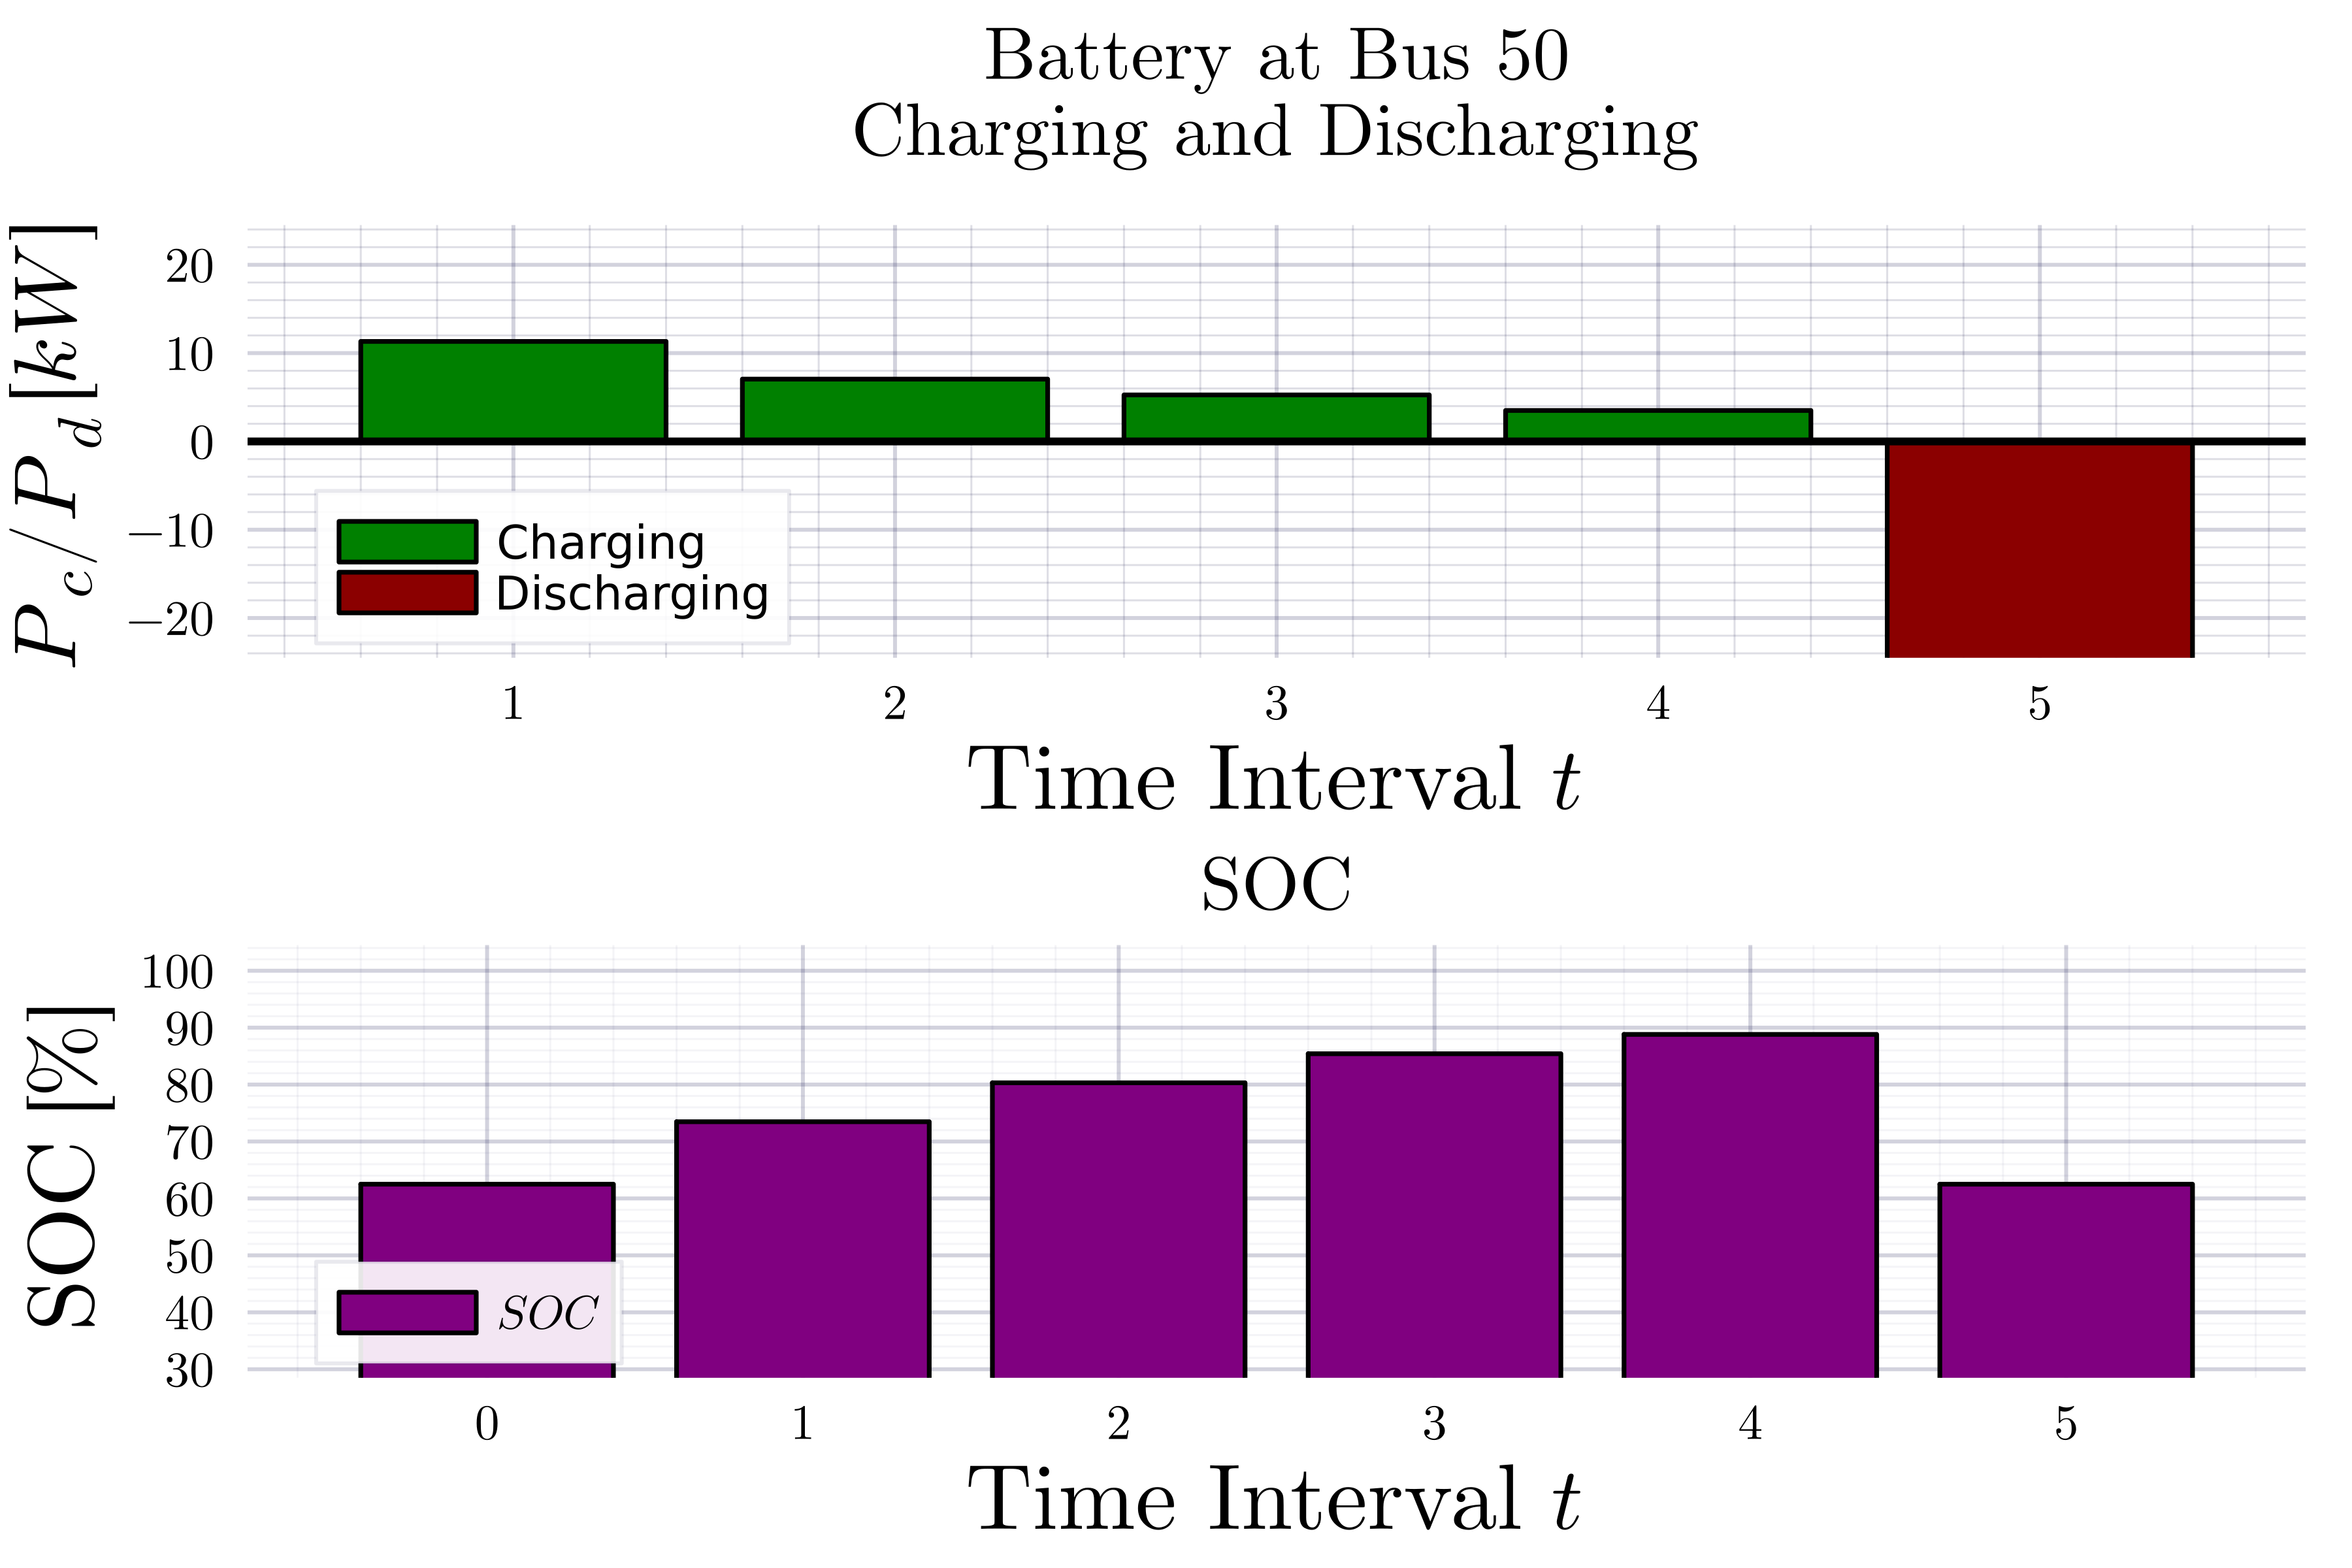 Battery at Bus 50
Charging and Discharging
P_c/P_d [kW]
20
10
0
−10
−20
Charging
Discharging
1 2 3 4 5
Time Interval t
SOC
SOC [%]
100
90
80
70
60
50
40
30
SOC
0 1 2 3 4 5
Time Interval t